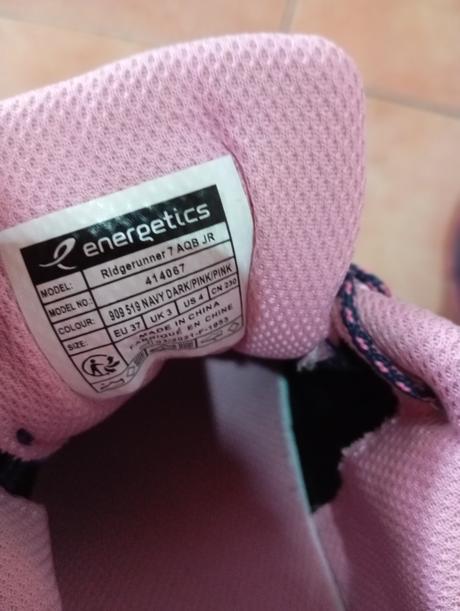 energetics
MODEL: Ridgerunner 7 AQB JR
MODEL NO.: 414067
COLOUR: 909 519 NAVY DARK/PINK/PINK
SIZE: EU 37 UK 3 US 4 CN 230
MADE IN CHINA
FABRIQUÉ EN CHINE